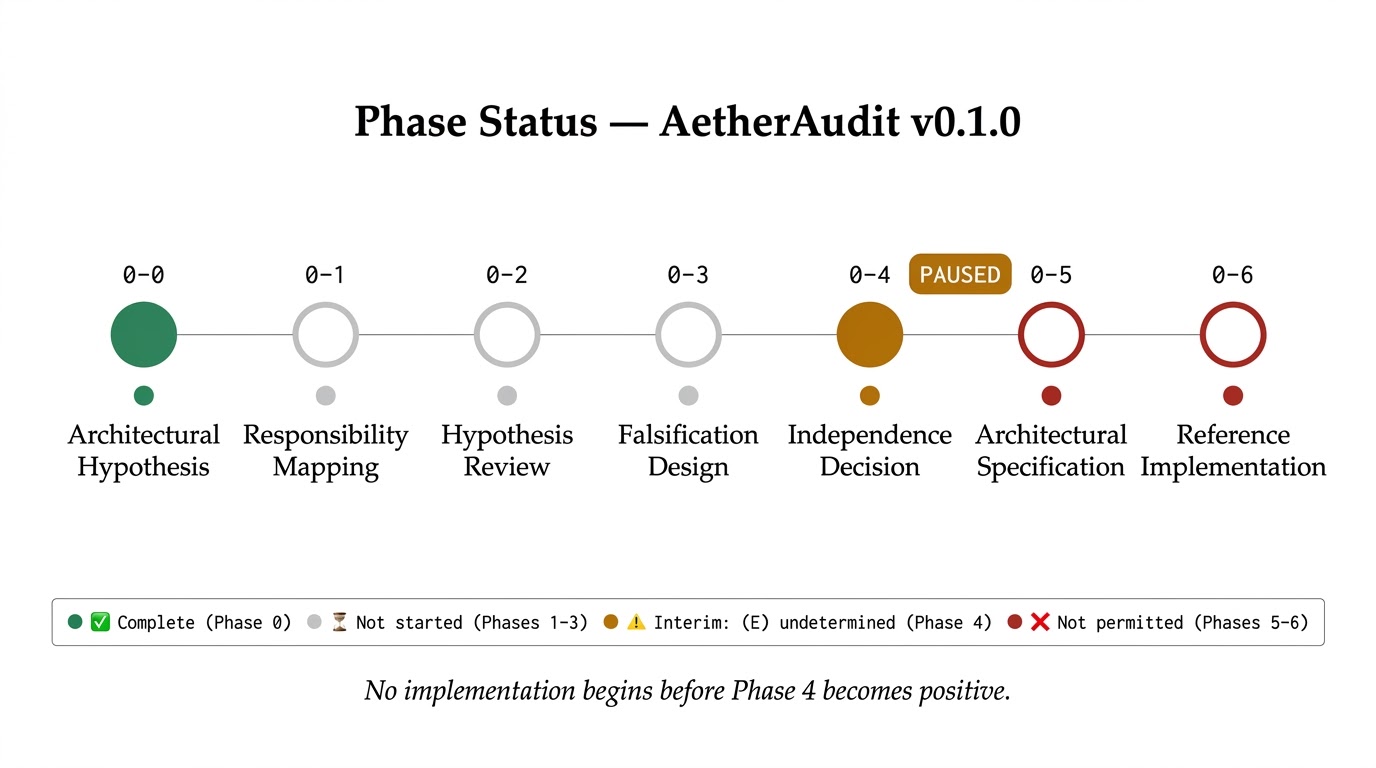 Phase Status — AetherAudit v0.1.0
0–0
0–1
0–2
0–3
0–4
PAUSED
0–5
0–6
Architectural
Hypothesis
Responsibility
Mapping
Hypothesis
Review
Falsification
Design
Independence
Decision
Architectural
Specification
Reference
Implementation
✅ Complete (Phase 0) ⏳ Not started (Phases 1–3) ⚠️ Interim: (E) undetermined (Phase 4) ❌ Not permitted (Phases 5–6)
No implementation begins before Phase 4 becomes positive.